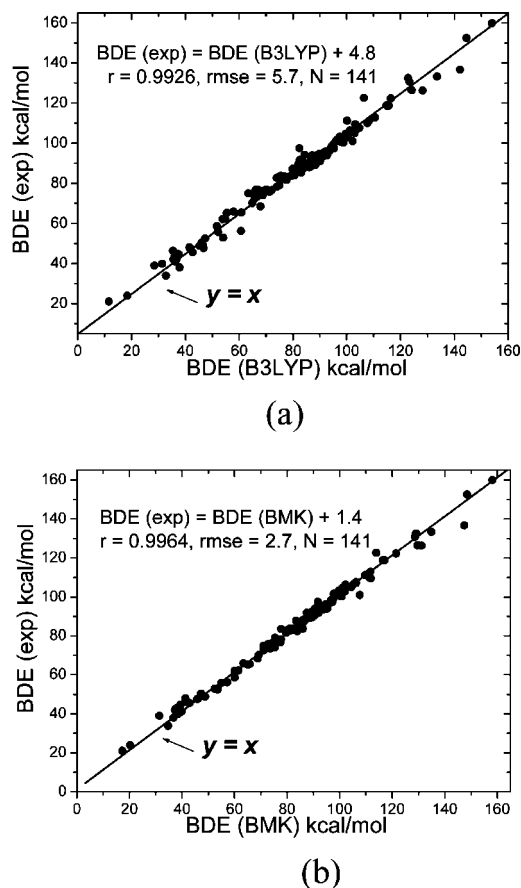 160
140
120
100
80
60
40
20
BDE (exp) kcal/mol
BDE (exp) = BDE (B3LYP) + 4.8
r = 0.9926, rmse = 5.7, N = 141
y = x
0 20 40 60 80 100 120 140 160
BDE (B3LYP) kcal/mol
(a)
160
140
120
100
80
60
40
20
0
BDE (exp) kcal/mol
BDE (exp) = BDE (BMK) + 1.4
r = 0.9964, rmse = 2.7, N = 141
y = x
0 20 40 60 80 100 120 140 160
BDE (BMK) kcal/mol
(b)